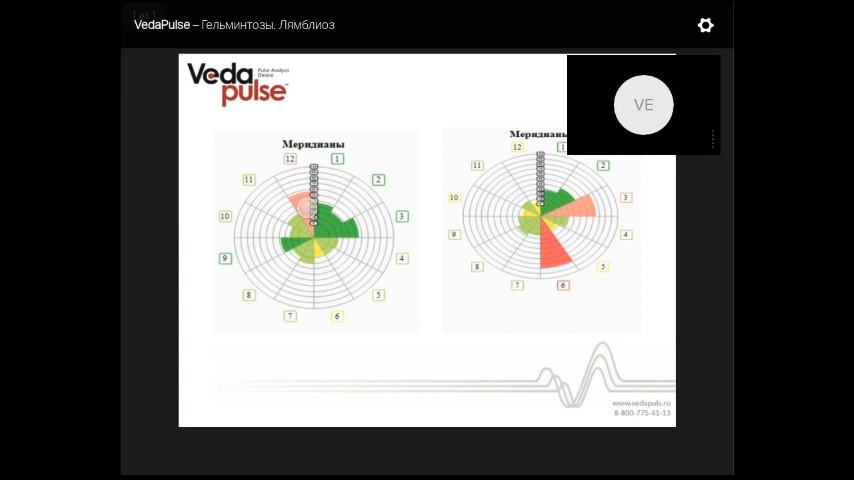 VedaPulse – Гельминтозы. Лямблиоз
Veda
pulse
Pulse Analysis
Device
VE
Меридианы
12
1
11
2
10
3
9
4
8
5
7
6
Меридианы
12
1
11
2
10
3
9
4
8
5
7
6
www.vedapuls.ru
8-800-775-41-13